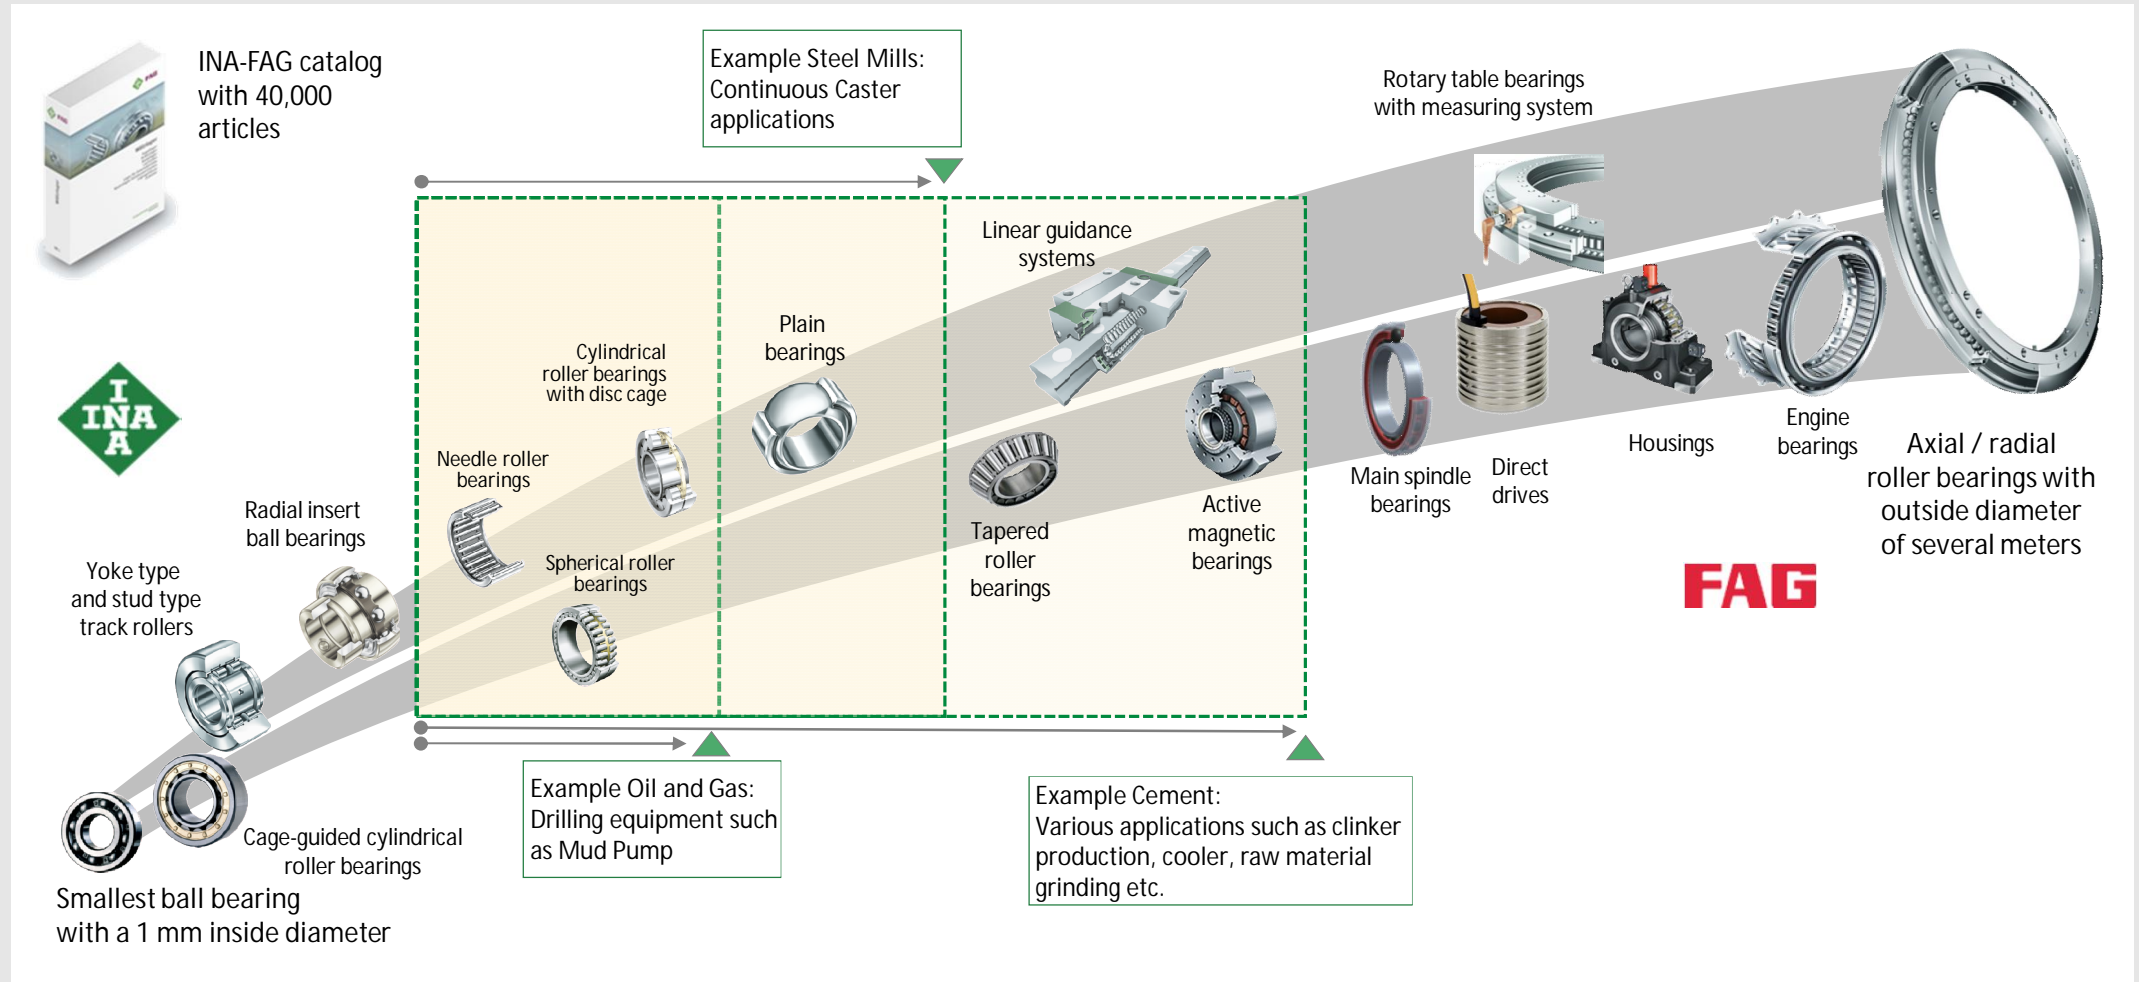 INA-FAG catalog
with 40,000
articles
Example Steel Mills:
Continuous Caster
applications
Rotary table bearings
with measuring system
Linear guidance
systems
Plain
bearings
Cylindrical
roller bearings
with disc cage
Needle roller
bearings
Spherical roller
bearings
Radial insert
ball bearings
Yoke type
and stud type
track rollers
I
INA
A
Tapered
roller
bearings
Active
magnetic
bearings
Main spindle
bearings
Direct
drives
Housings
Engine
bearings
Axial / radial
roller bearings with
outside diameter
of several meters
FAG
Cage-guided cylindrical
roller bearings
Smallest ball bearing
with a 1 mm inside diameter
Example Oil and Gas:
Drilling equipment such
as Mud Pump
Example Cement:
Various applications such as clinker
production, cooler, raw material
grinding etc.
FAG
FAG